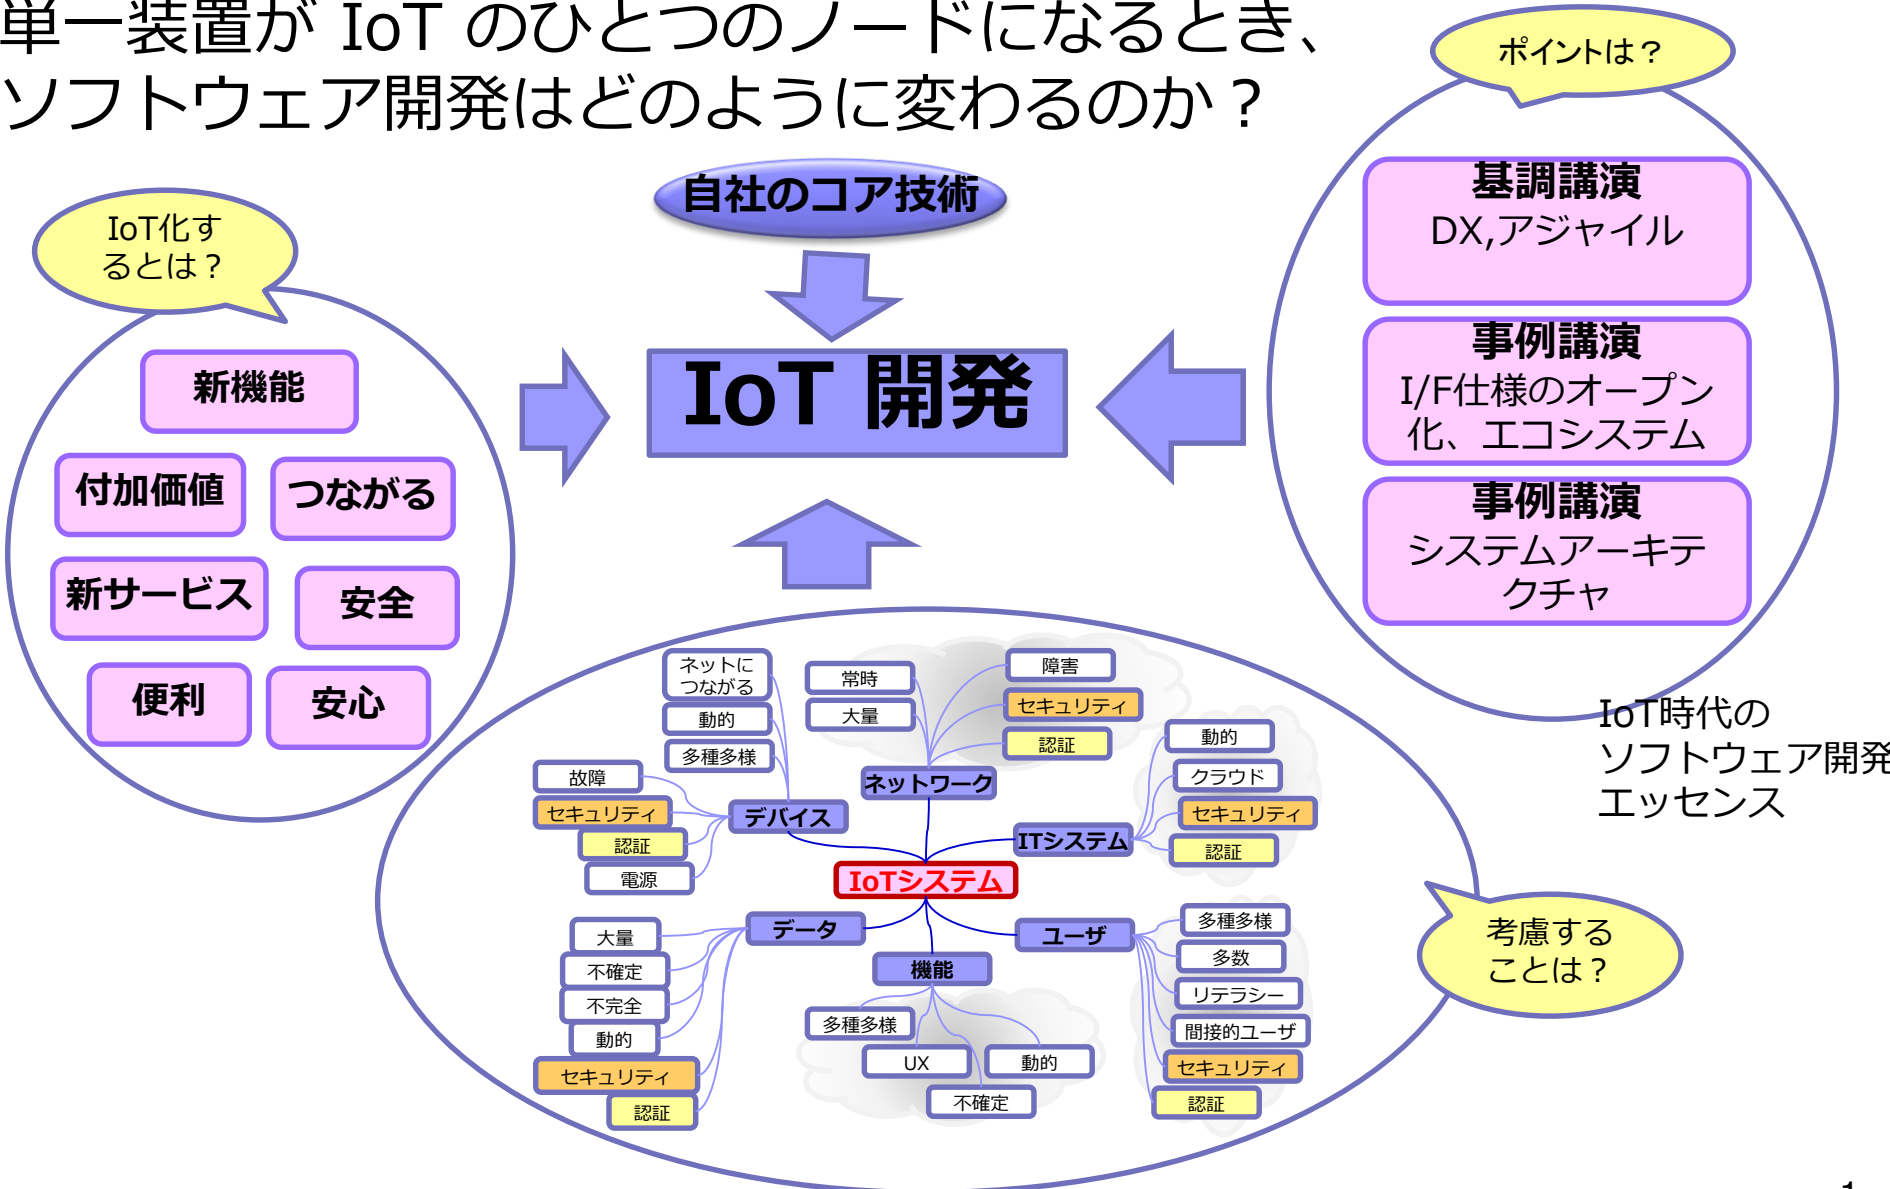 単一装置が IoT のひとつのノードになるとき、
ソフトウェア開発はどのように変わるのか？
ポイントは？
自社のコア技術
IoT化す
るとは？
基調講演
DX,アジャイル
事例講演
I/F仕様のオープン
化、エコシステム
事例講演
システムアーキテ
クチャ
IoT 開発
新機能
付加価値
つながる
新サービス
安全
便利
安心
IoT時代の
ソフトウェア開発
エッセンス
ネットに
つながる
動的
多種多様
故障
セキュリティ
認証
電源
デバイス
常時
大量
障害
セキュリティ
認証
ネットワーク
動的
クラウド
セキュリティ
認証
ITシステム
IoTシステム
データ
大量
不確定
不完全
動的
セキュリティ
認証
機能
多種多様
UX
動的
不確定
ユーザ
多種多様
多数
リテラシー
間接的ユーザ
セキュリティ
認証
考慮する
ことは？